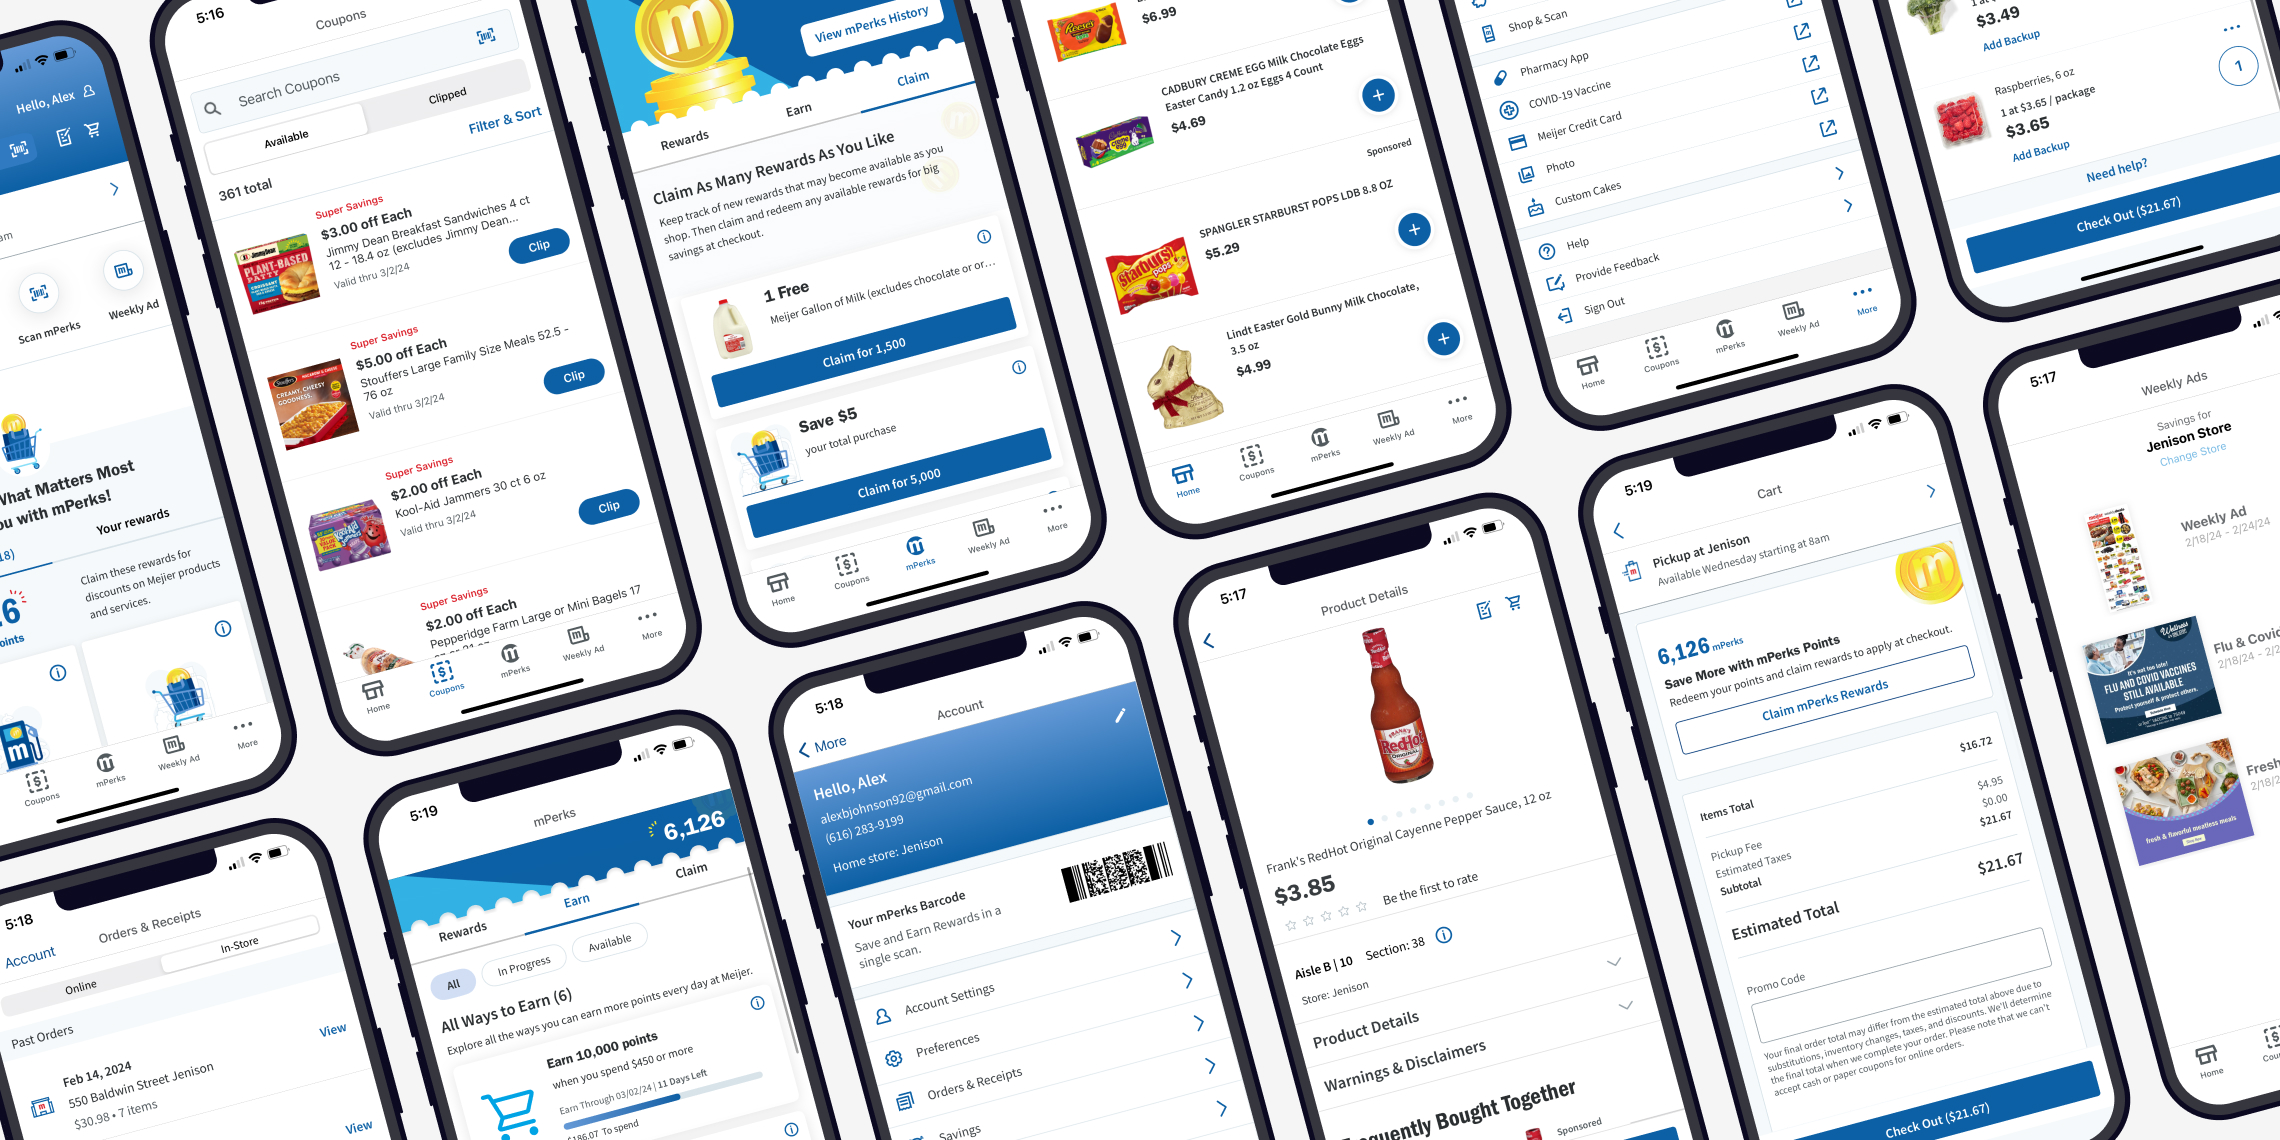 Hello, Alex
Scan mPerks
Weekly Ad
What Matters Most
you with mPerks!
Your rewards
Claim these rewards for
discounts on Meijer products
and services.
Coupons
mPerks
Weekly Ad
More
5:16
Coupons
Search Coupons
Available
Clipped
Filter & Sort
361 total
Super Savings
$3.00 off Each
Jimmy Dean Breakfast Sandwiches 4 ct
12 - 18.4 oz (excludes Jimmy Dean...
Valid thru 3/2/24
Clip
Super Savings
$5.00 off Each
Stouffers Large Family Size Meals 52.5 -
76 oz
Valid thru 3/2/24
Clip
Super Savings
$2.00 off Each
Kool-Aid Jammers 30 ct 6 oz
Valid thru 3/2/24
Clip
Super Savings
$2.00 off Each
Pepperidge Farm Large or Mini Bagels 17
Home
Coupons
mPerks
Weekly Ad
More
View mPerks History
Rewards
Earn
Claim
Claim As Many Rewards As You Like
Keep track of new rewards that may become available as you
shop. Then claim and redeem any available rewards for big
savings at checkout.
1 Free
Meijer Gallon of Milk (excludes chocolate or or...
Claim for 1,500
Save $5
your total purchase
Claim for 5,000
Home
Coupons
mPerks
Weekly Ad
More
$6.99
CADBURY CREME EGG Milk Chocolate Eggs
Easter Candy 1.2 oz Eggs 4 Count
$4.69
Sponsored
SPANGLER STARBURST POPS LDB 8.8 OZ
$5.29
Lindt Easter Gold Bunny Milk Chocolate,
3.5 oz
$4.99
Home
Coupons
mPerks
Weekly Ad
More
Shop & Scan
Pharmacy App
COVID-19 Vaccine
Meijer Credit Card
Photo
Custom Cakes
Help
Provide Feedback
Sign Out
Home
Coupons
mPerks
Weekly Ad
More
$3.49
Add Backup
Raspberries, 6 oz
1 at $3.65 / package
$3.65
Add Backup
1
Need help?
Check Out ($21.67)
5:18
Account
Orders & Receipts
Online
In-Store
Past Orders
View
Feb 14, 2024
550 Baldwin Street Jenison
$30.98 • 7 items
View
5:19
mPerks
6,126
Rewards
Earn
Claim
All
In Progress
Available
All Ways to Earn (6)
Explore all the ways you can earn more points every day at Meijer.
Earn 10,000 points
when you spend $450 or more
Earn Through 03/02/24 | 11 Days Left
$186.07 To spend
5:18
Account
More
Hello, Alex
alexbjohnson92@gmail.com
(616) 283-9199
Home store: Jenison
Your mPerks Barcode
Save and Earn Rewards in a
single scan.
Account Settings
Preferences
Orders & Receipts
Savings
5:17
Product Details
Frank's RedHot Original Cayenne Pepper Sauce, 12 oz
$3.85
Be the first to rate
Aisle B | 10
Section: 38
Store: Jenison
Product Details
Warnings & Disclaimers
Frequently Bought Together
Sponsored
5:19
Cart
Pickup at Jenison
Available Wednesday starting at 8am
6,126 mPerks
Save More with mPerks Points
Redeem your points and claim rewards to apply at checkout.
Claim mPerks Rewards
Items Total
$16.72
Pickup Fee
$4.95
Estimated Taxes
$0.00
Subtotal
$21.67
Estimated Total
$21.67
Promo Code
Your final order total may differ from the estimated total above due to
substitutions, inventory changes, taxes, and discounts. We'll determine
the final total when we complete your order. Please note that we can't
accept cash or paper coupons for online orders.
Check Out ($21.67)
5:17
Weekly Ads
Savings for
Jenison Store
Change Store
Weekly Ad
2/18/24 - 2/24/24
It's not too late!
FLU AND COVID VACCINES
STILL AVAILABLE
Protect yourself & protect others.
Flu & Covid
2/18/24 - 2/2
fresh & flavorful meatless meals
Fresh
2/18/2
Home